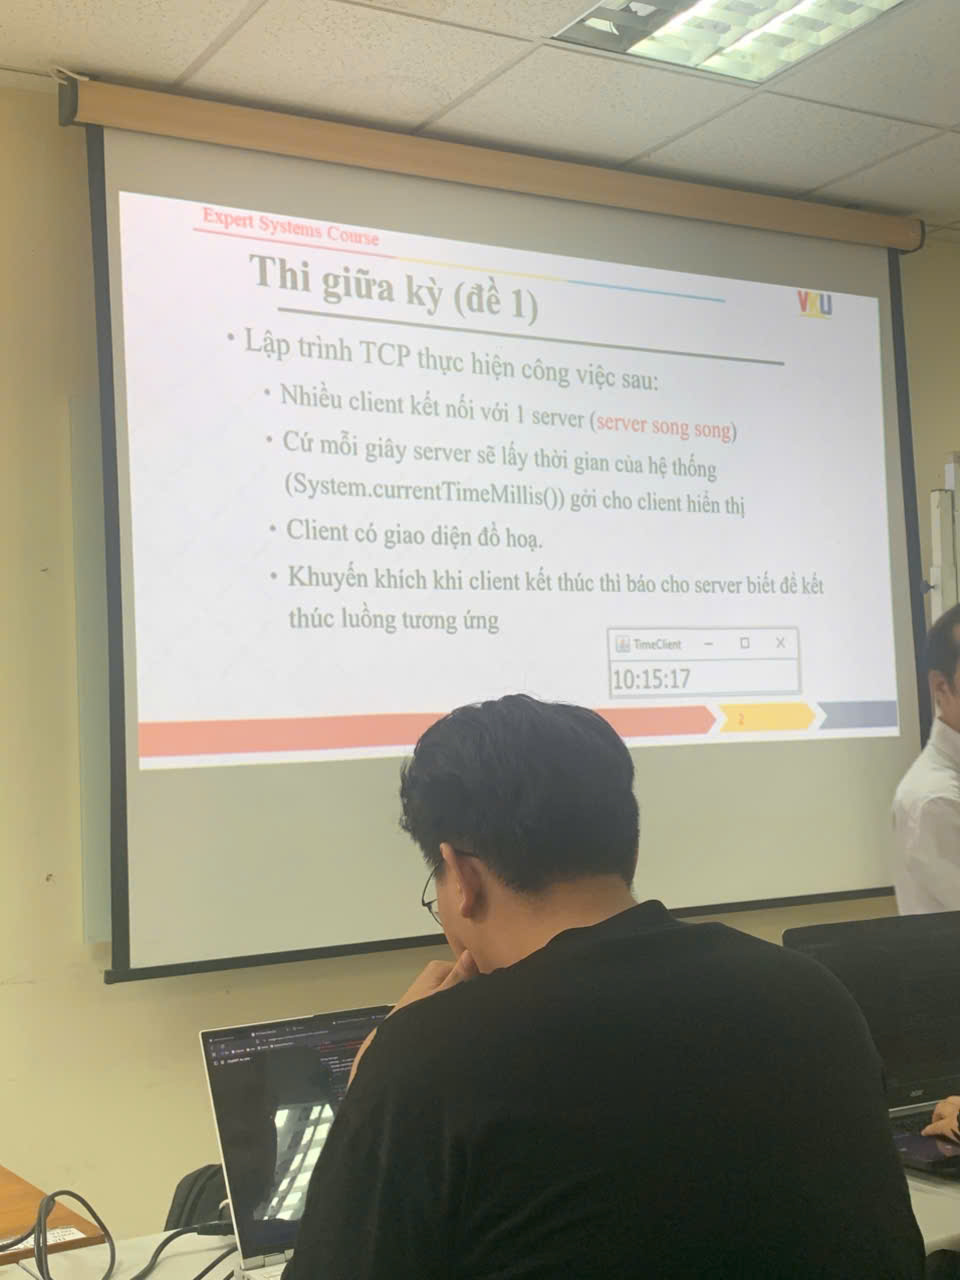 Expert Systems Course
Thi giữa kỳ (đề 1)
VKU
• Lập trình TCP thực hiện công việc sau:
• Nhiều client kết nối với 1 server (server song song)
• Cứ mỗi giây server sẽ lấy thời gian của hệ thống
(System.currentTimeMillis()) gởi cho client hiển thị
• Client có giao diện đồ hoạ.
• Khuyến khích khi client kết thúc thì báo cho server biết để kết
thúc luồng tương ứng
TimeClient
10:15:17
2
acer